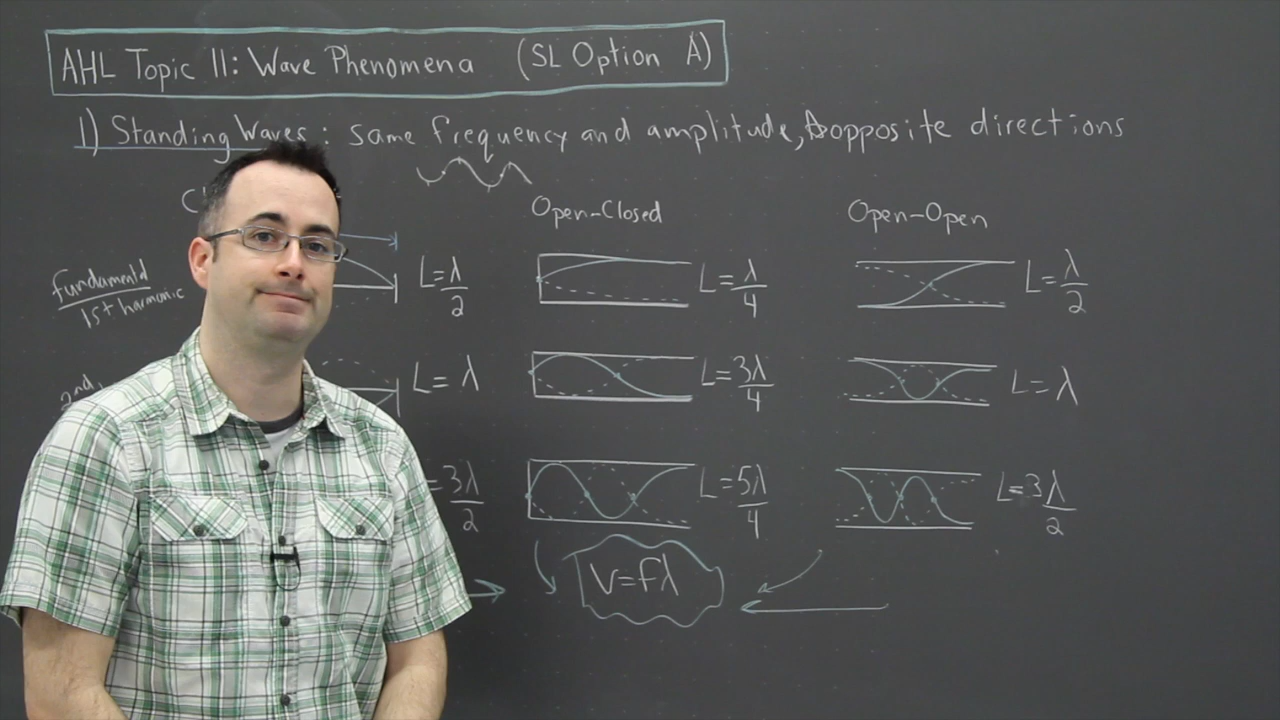 AHL Topic 11: Wave Phenomena (SL Option A)
1) Standing Waves: same frequency and amplitude, opposite directions
Open-Closed Open-Open
fundamental
1st harmonic
L=λ/2 L=λ/4 L=λ/2
2nd
L=λ L=3λ/4 L=λ
=3λ/2 L=5λ/4 L=3λ/2
v=fλ